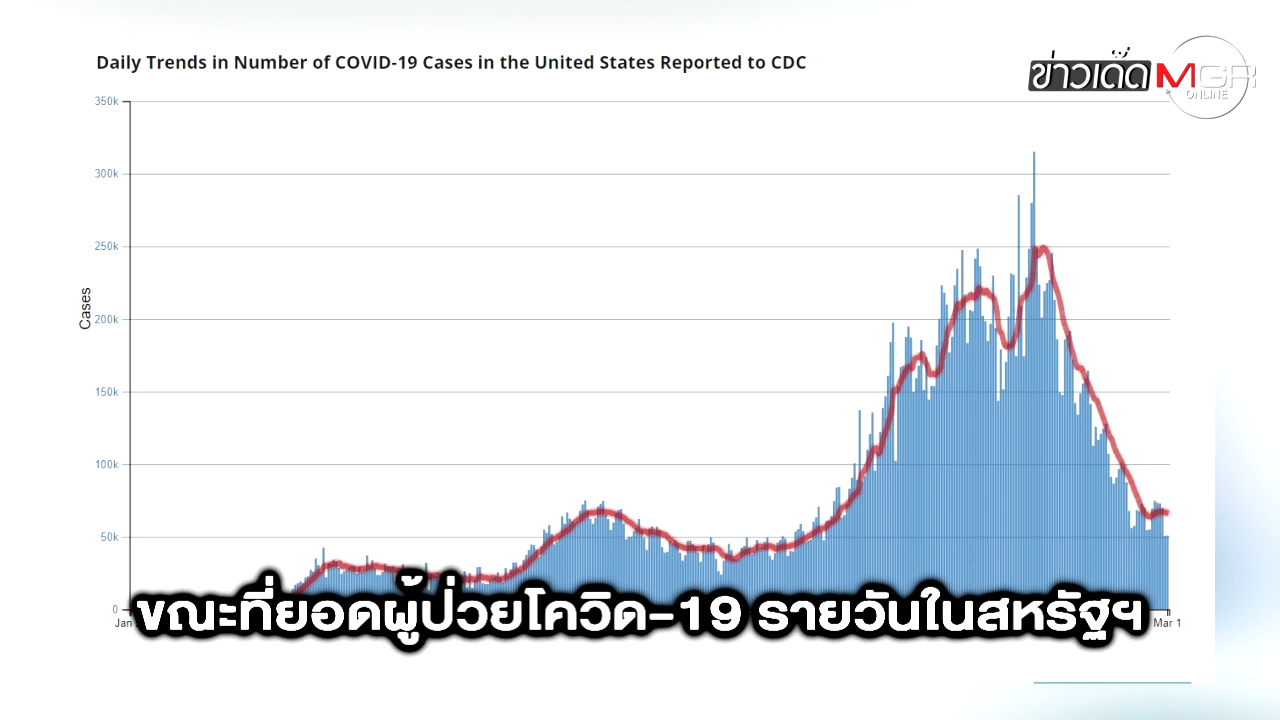 Daily Trends in Number of COVID-19 Cases in the United States Reported to CDC
ข่าวเด็ด MGR
ONLINE
350k
300k
250k
200k
150k
100k
50k
0
Cases
Jan
Mar 1
ขณะที่ยอดผู้ป่วยโควิด-19 รายวันในสหรัฐฯ